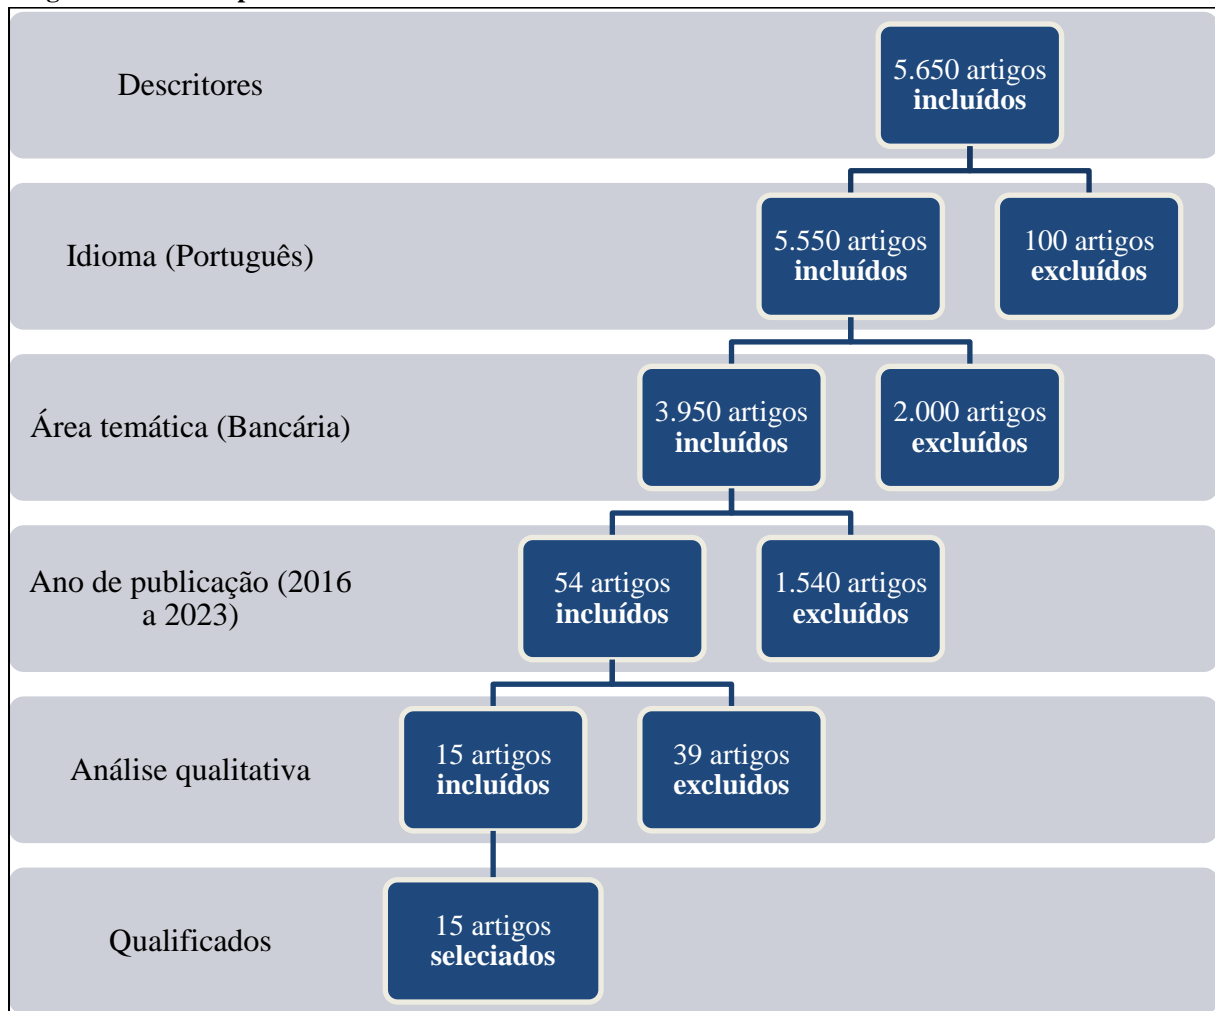 Descritores
5.650 artigos
incluídos
Idioma (Português)
5.550 artigos
incluídos
100 artigos
excluídos
Área temática (Bancária)
3.950 artigos
incluídos
2.000 artigos
excluídos
Ano de publicação (2016
a 2023)
54 artigos
incluídos
1.540 artigos
excluídos
Análise qualitativa
15 artigos
incluídos
39 artigos
excluidos
Qualificados
15 artigos
seleciados